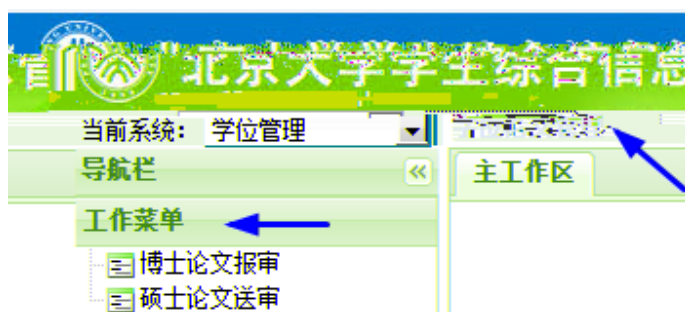 北京大学学生综合信息
当前系统： 学位管理
导航栏
主工作区
工作菜单
博士论文报审
硕士论文送审